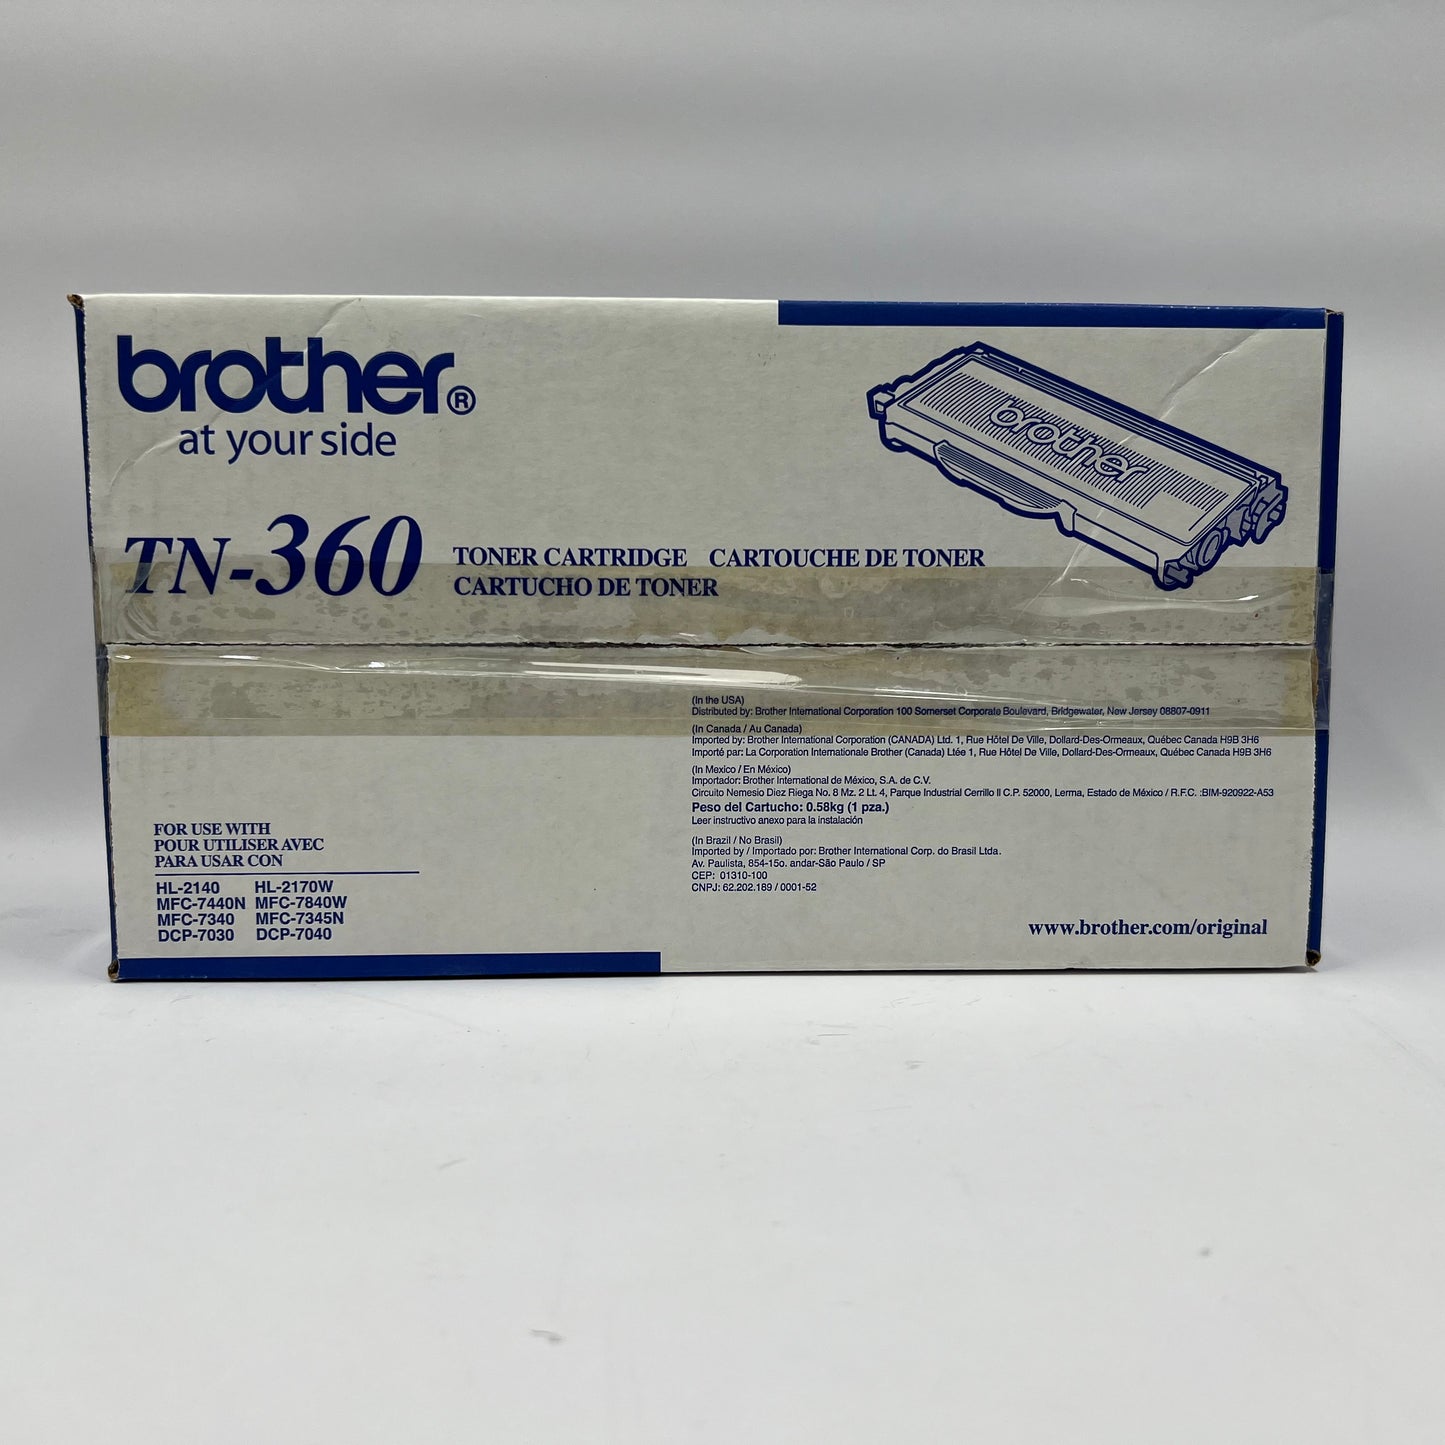 brother®
at your side
brother
TN-360 TONER CARTRIDGE CARTOUCHE DE TONER
CARTUCHO DE TONER
(In the USA)
Distributed by: Brother International Corporation 100 Somerset Corporate Boulevard, Bridgewater, New Jersey 08807-0911
(In Canada / Au Canada)
Imported by: Brother International Corporation (CANADA) Ltd. 1, Rue Hôtel De Ville, Dollard-Des-Ormeaux, Québec Canada H9B 3H6
Importé par: La Corporation Internationale Brother (Canada) Ltée 1, Rue Hôtel De Ville, Dollard-Des-Ormeaux, Québec Canada H9B 3H6
(In Mexico / En México)
Importador: Brother International de México, S.A. de C.V.
Circuito Nemesio Diez Riega No. 8 Mz. 2 Lt. 4, Parque Industrial Cerrillo II C.P. 52000, Lerma, Estado de México / R.F.C. :BIM-920922-A53
Peso del Cartucho: 0.58kg (1 pza.)
Leer instructivo anexo para la instalación
(In Brazil / No Brasil)
Imported by / Importado por: Brother International Corp. do Brasil Ltda.
Av. Paulista, 854-15o. andar-São Paulo / SP
CEP: 01310-100
CNPJ: 62.202.189 / 0001-52
FOR USE WITH
POUR UTILISER AVEC
PARA USAR CON
HL-2140 HL-2170W
MFC-7440N MFC-7840W
MFC-7340 MFC-7345N
DCP-7030 DCP-7040
www.brother.com/original